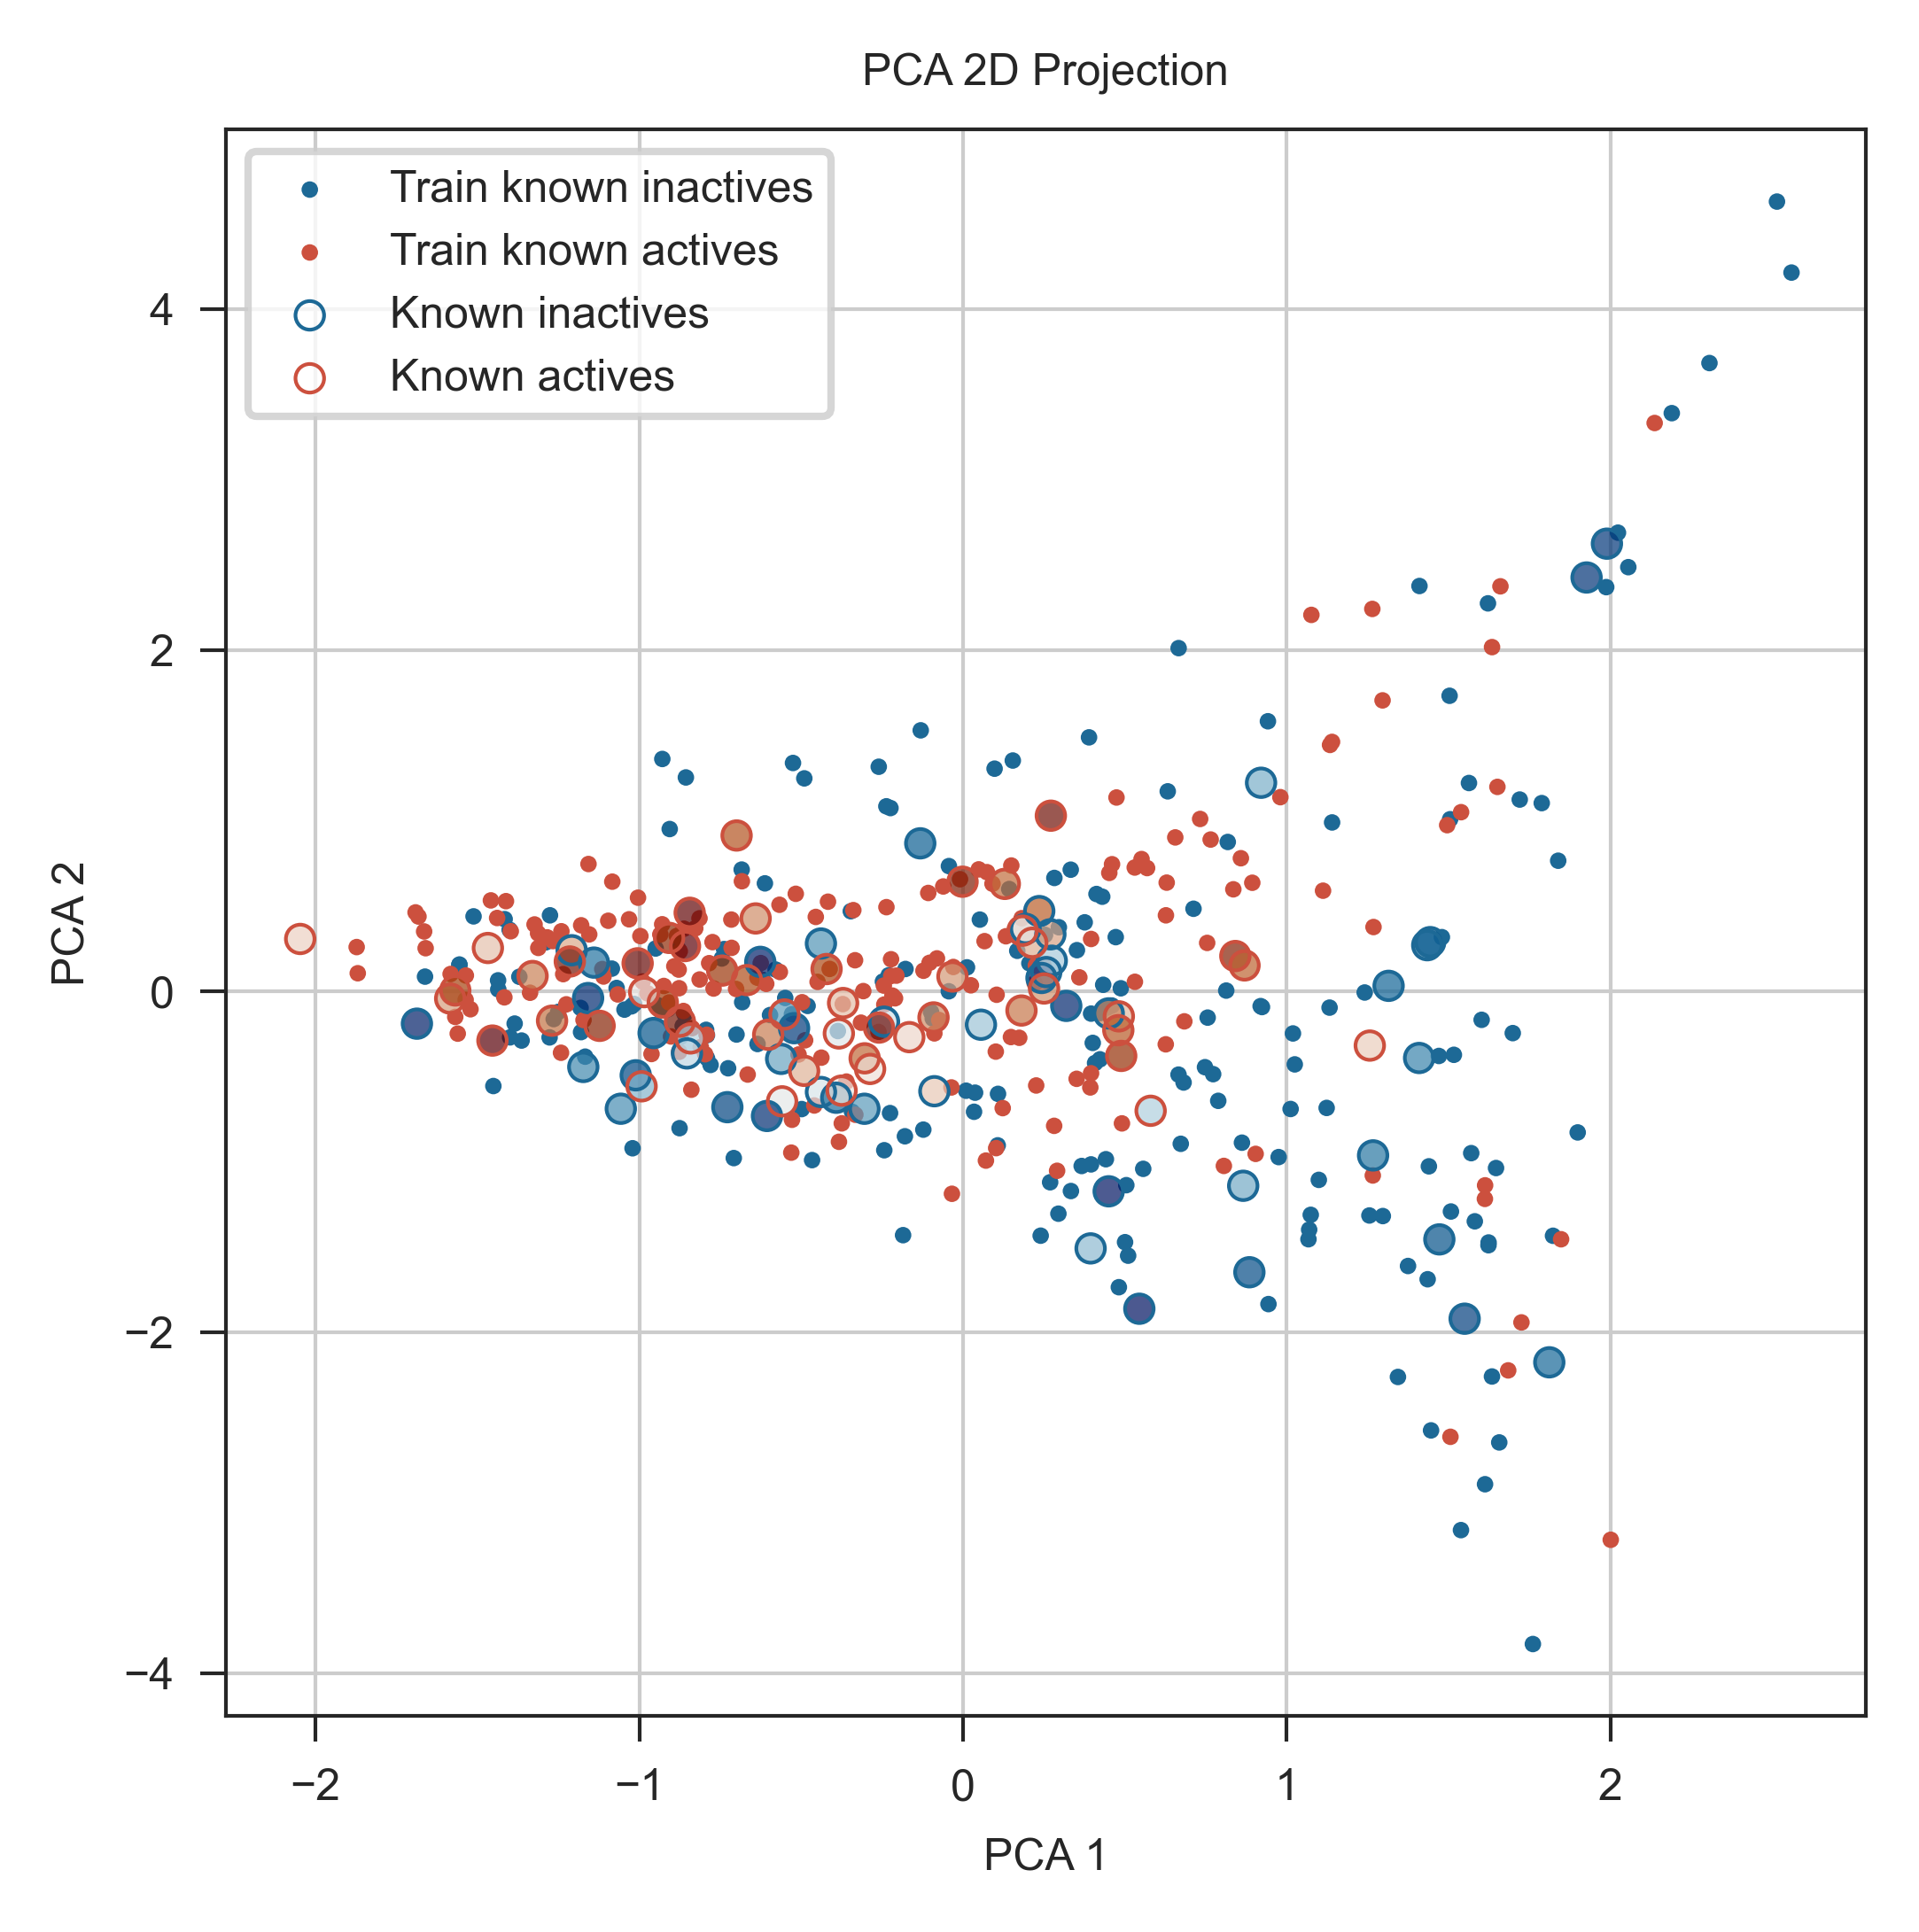 PCA 2D Projection
Train known inactives
Train known actives
Known inactives
Known actives
4
2
0
−2
−4
PCA 2
−2
−1
0
1
2
PCA 1